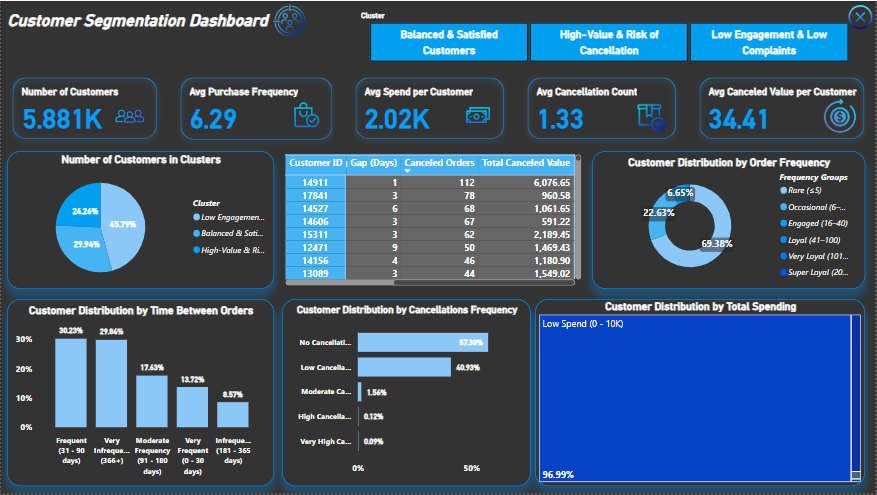 Customer Segmentation Dashboard
Cluster
Balanced & Satisfied
Customers
High-Value & Risk of
Cancellation
Low Engagement & Low
Complaints
Number of Customers
5.881K
Avg Purchase Frequency
6.29
Avg Spend per Customer
2.02K
Avg Cancellation Count
1.33
Avg Canceled Value per Customer
34.41
Number of Customers in Clusters
24.26%
45.79%
29.94%
Cluster
Low Engagemen...
Balanced & Sati...
High-Value & Ri...
Customer ID Gap (Days) Canceled Orders Total Canceled Value
14911 1 112 6,076.65
17841 3 78 960.58
14527 6 68 1,061.65
14606 3 67 591.22
15311 3 62 2,189.45
12471 9 50 1,469.43
14156 4 46 1,180.90
13089 3 44 1,549.02
Customer Distribution by Order Frequency
6.65%
22.63%
69.38%
Frequency Groups
Rare (≤5)
Occasional (6–...
Engaged (16–40)
Loyal (41–100)
Very Loyal (101...
Super Loyal (20...
Customer Distribution by Time Between Orders
30%
20%
10%
0%
30.23%
29.84%
17.63%
13.72%
8.57%
Frequent
(31 - 90
days)
Very
Infreque...
(366+)
Moderate
Frequency
(91 - 180
days)
Very
Frequent
(0 - 30
days)
Infreque...
(181 - 365
days)
Customer Distribution by Cancellations Frequency
No Cancellati... 57.30%
Low Cancella... 40.93%
Moderate Ca... 1.56%
High Cancella... 0.12%
Very High Ca... 0.09%
0% 50%
Customer Distribution by Total Spending
Low Spend (0 - 10K)
96.99%